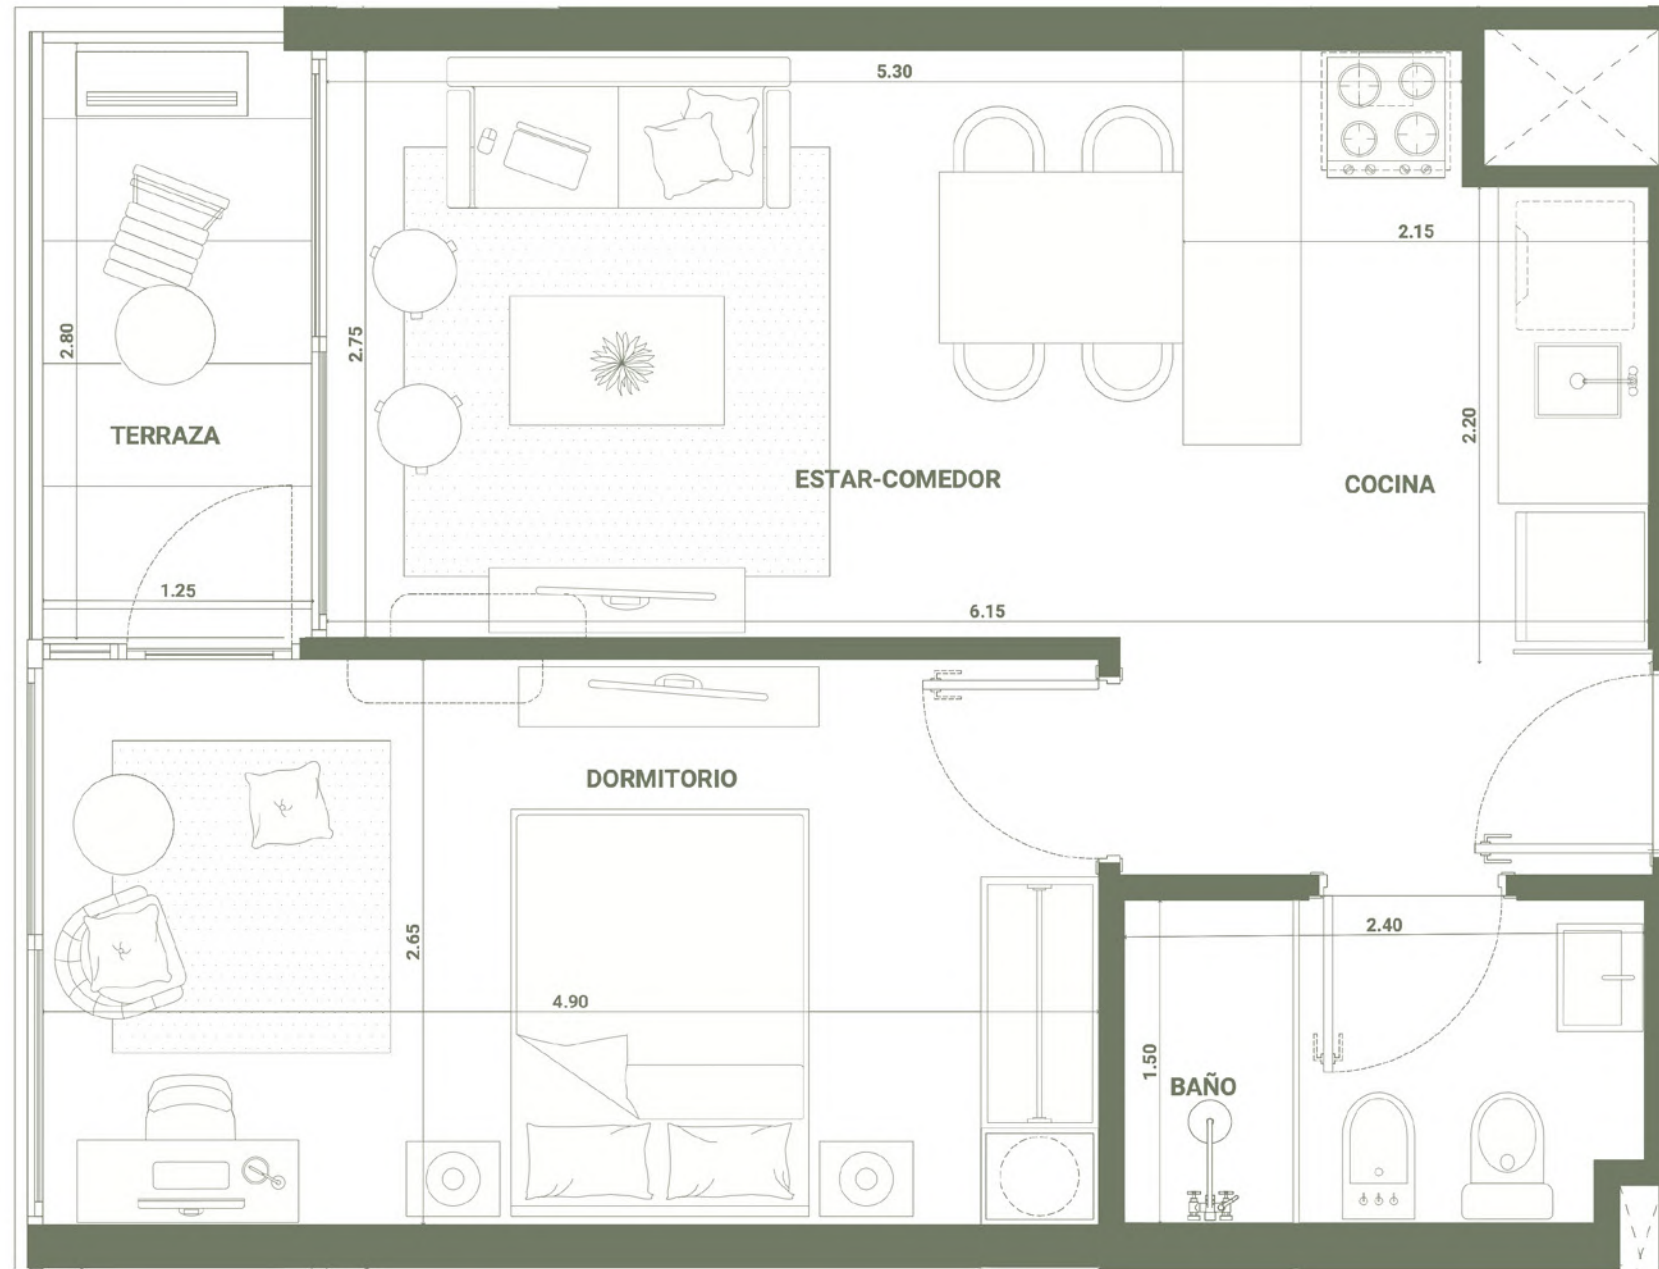 5.30
2.15
2.80
2.75
TERRAZA
2.20
ESTAR-COMEDOR
COCINA
1.25
6.15
DORMITORIO
2.65
2.40
4.90
1.50
BAÑO